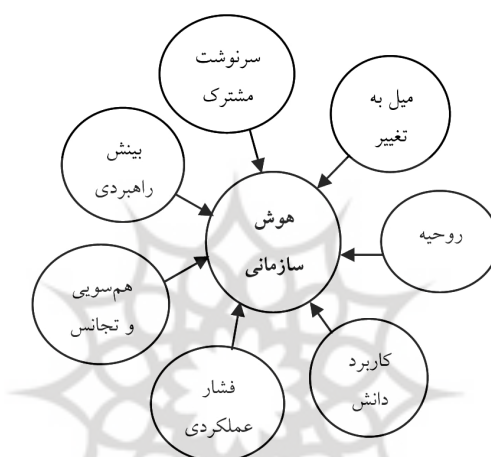 سرنوشت
مشترک
میل به
تغییر
بینش
راهبردی
هوش
سازمانی
روحیه
هم‌سویی
و تجانس
کاربرد
دانش
فشار
عملکردی